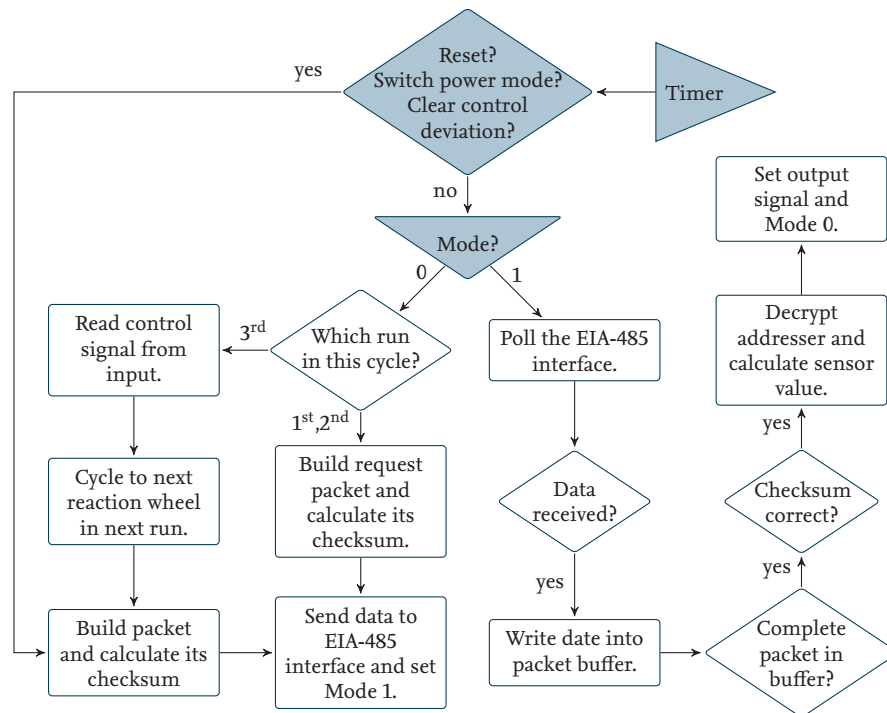 Reset?
Switch power mode?
Clear control
deviation?
Timer
yes
no
Mode?
0
1
Set output
signal and
Mode 0.
Read control
signal from
input.
3rd
Which run
in this cycle?
Poll the EIA-485
interface.
Decrypt
addresser and
calculate sensor
value.
1st,2nd
yes
Cycle to next
reaction wheel
in next run.
Build request
packet and
calculate its
checksum.
Data
received?
Checksum
correct?
yes
yes
Build packet
and calculate its
checksum
Send data to
EIA-485
interface and set
Mode 1.
Write date into
packet buffer.
Complete
packet in
buffer?